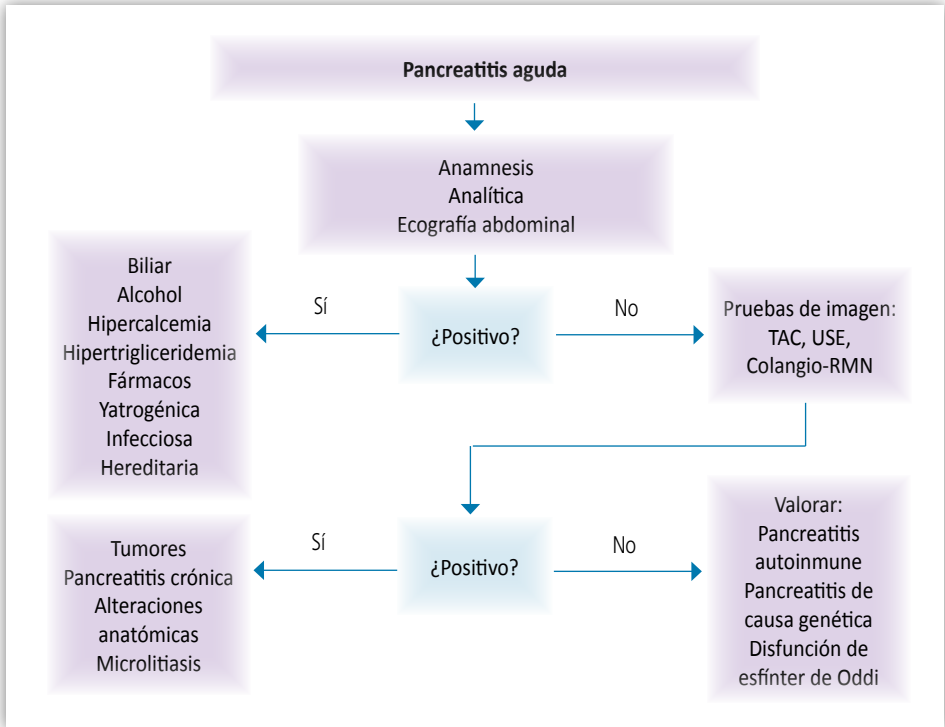 Pancreatitis aguda
Anamnesis
Analítica
Ecografía abdominal
¿Positivo?
Sí
Biliar
Alcohol
Hipercalcemia
Hipertrigliceridemia
Fármacos
Yatrogénica
Infecciosa
Hereditaria
No
Pruebas de imagen:
TAC, USE,
Colangio-RMN
¿Positivo?
Sí
Tumores
Pancreatitis crónica
Alteraciones
anatómicas
Microlitiasis
No
Valorar:
Pancreatitis
autoinmune
Pancreatitis de
causa genética
Disfunción de
esfínter de Oddi